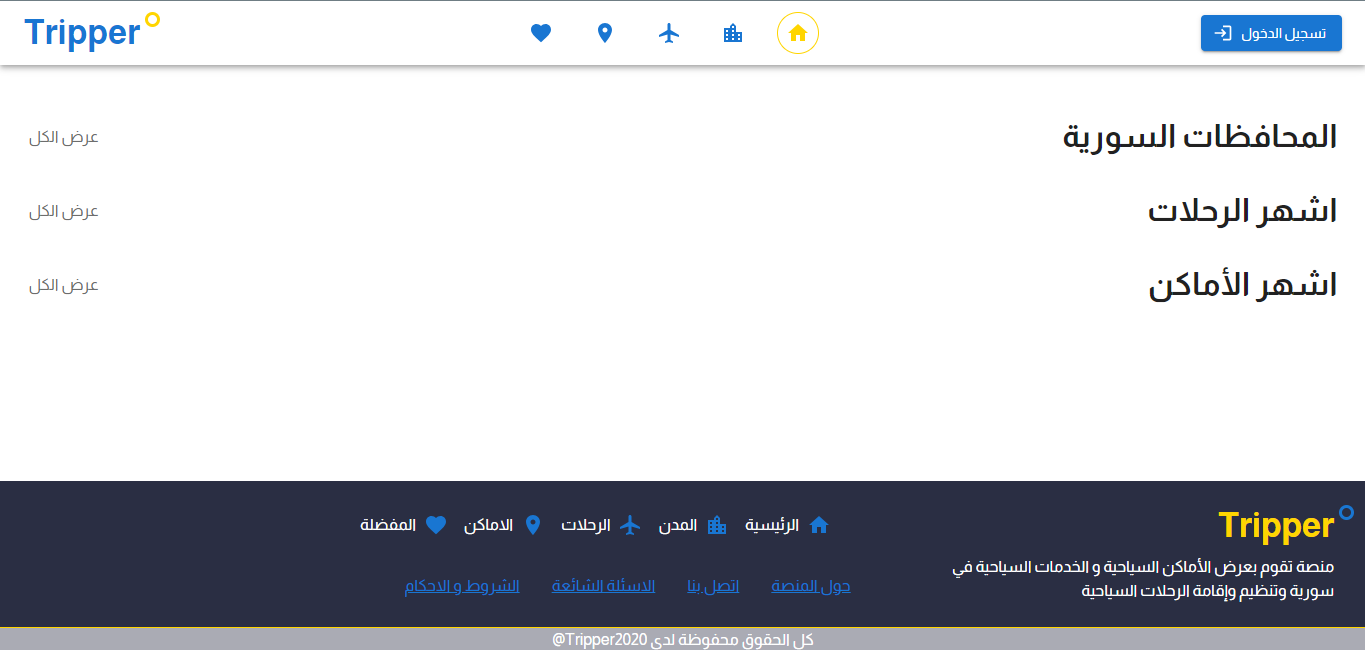 Tripper
تسجيل الدخول
المحافظات السورية
عرض الكل
اشهر الرحلات
عرض الكل
اشهر الأماكن
عرض الكل
Tripper
منصة تقوم بعرض الأماكن السياحية و الخدمات السياحية في
سورية وتنظيم وإقامة الرحلات السياحية
الرئيسية المدن الرحلات الاماكن المفضلة
حول المنصة اتصل بنا الاسئلة الشائعة الشروط و الاحكام
كل الحقوق محفوظة لدى Tripper2020@